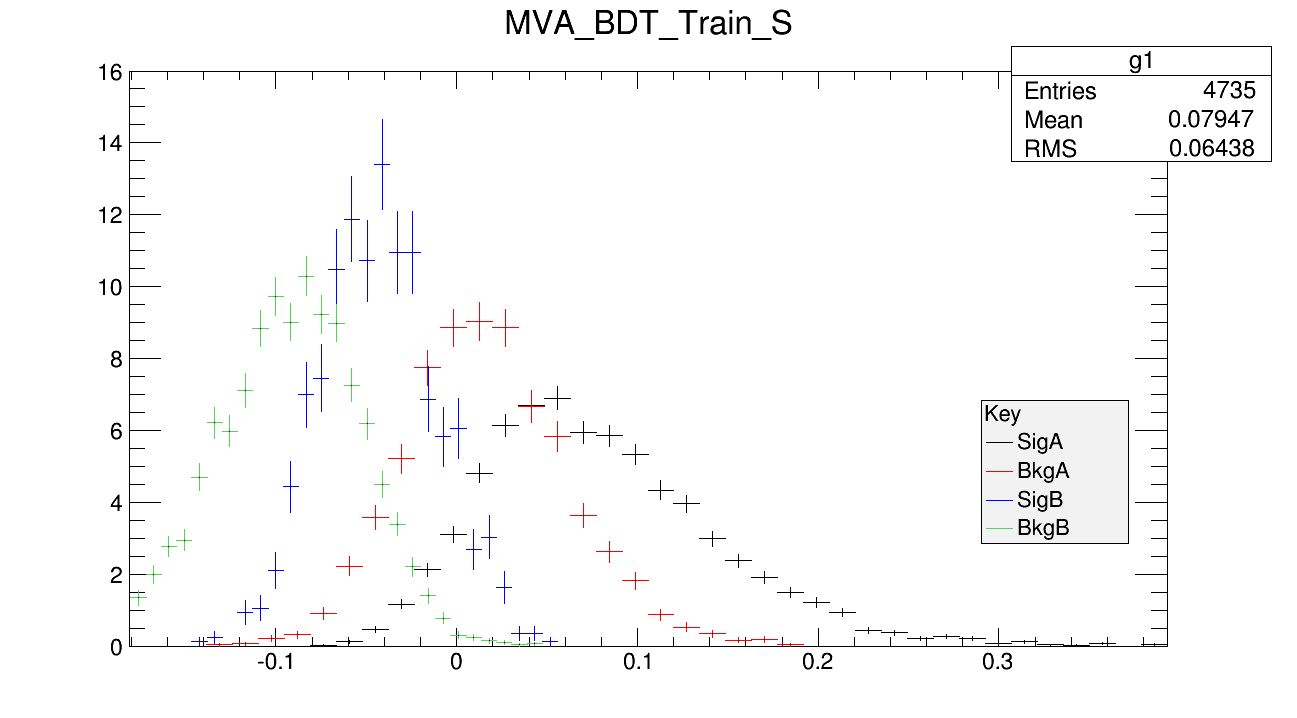 MVA_BDT_Train_S
g1
Entries 4735
Mean 0.07947
RMS 0.06438
16
14
12
10
8
6
4
2
0
-0.1 0 0.1 0.2 0.3
Key
SigA
BkgA
SigB
BkgB